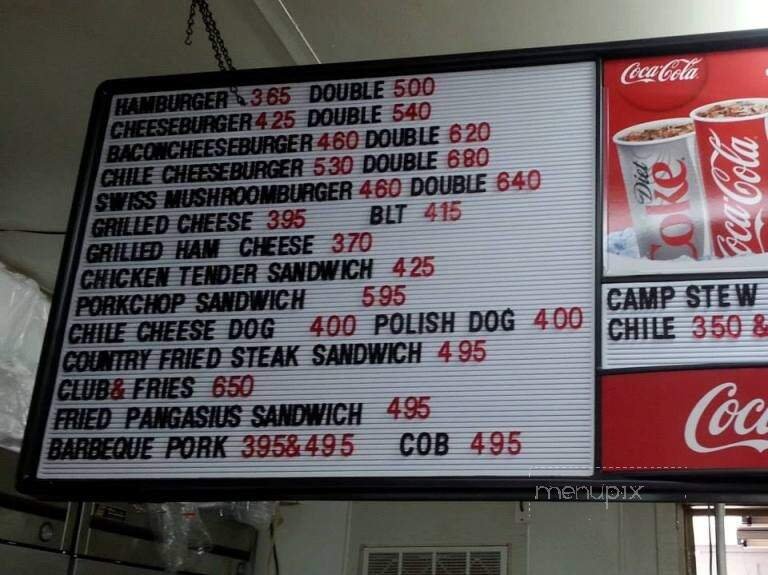 HAMBURGER 365 DOUBLE 500
CHEESEBURGER 425 DOUBLE 540
BACONCHEESEBURGER 460 DOUBLE 620
CHILE CHEESEBURGER 530 DOUBLE 680
SWISS MUSHROOMBURGER 460 DOUBLE 640
GRILLED CHEESE 395 BLT 415
GRILLED HAM CHEESE 370
CHICKEN TENDER SANDWICH 425
PORKCHOP SANDWICH 595
CHILE CHEESE DOG 400 POLISH DOG 400
COUNTRY FRIED STEAK SANDWICH 495
CLUB& FRIES 650
FRIED PANGASIUS SANDWICH 495
BARBEQUE PORK 395&495 COB 495
Coca-Cola
Diet Coke
Coca-Cola
CAMP STEW
CHILE 350 &
Coc
menupix